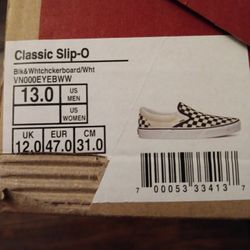 Classic Slip-O
Blk&Whtchckerboard/Wht
VN000EYEBWW
13.0 US MEN
US WOMEN
UK EUR CM
12.0 47.0 31.0
7 00053 33413 7